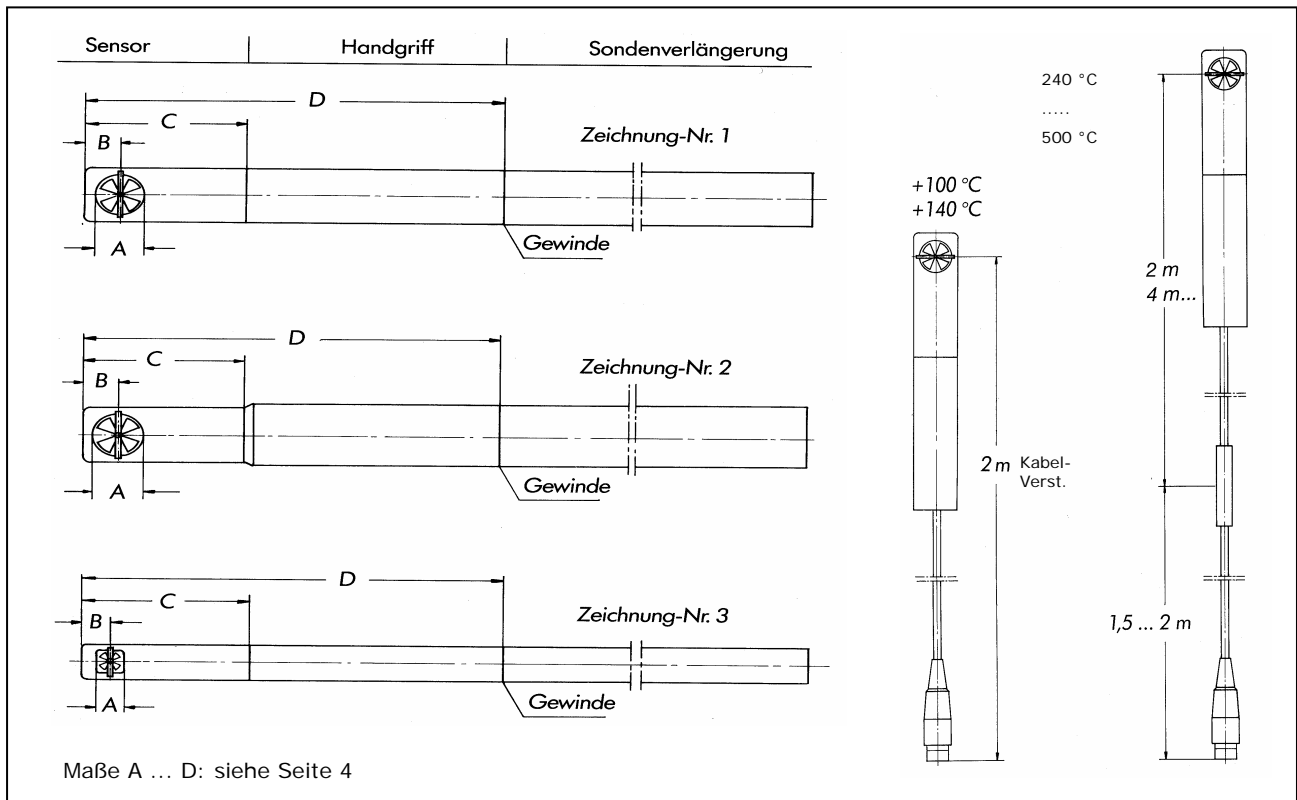 Sensor
Handgriff
Sondenverlängerung
D
C
B
Zeichnung-Nr. 1
A
Gewinde
D
C
B
Zeichnung-Nr. 2
A
Gewinde
D
C
B
Zeichnung-Nr. 3
A
Gewinde
Maße A ... D: siehe Seite 4
+100 °C
+140 °C
2 m
Kabel-
Verst.
240 °C
.....
500 °C
2 m
4 m...
1,5 ... 2 m